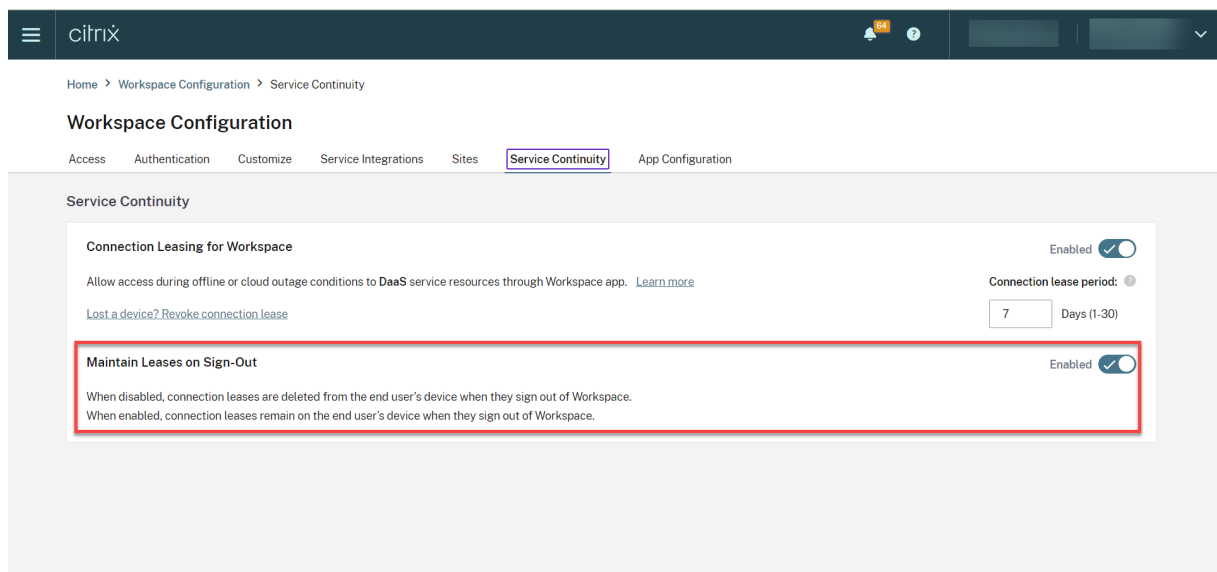 citrix
64
?
Home > Workspace Configuration > Service Continuity
Workspace Configuration
Access Authentication Customize Service Integrations Sites Service Continuity App Configuration
Service Continuity
Connection Leasing for Workspace
Enabled
Allow access during offline or cloud outage conditions to DaaS service resources through Workspace app. Learn more
Connection lease period: ?
Lost a device? Revoke connection lease
7 Days (1-30)
Maintain Leases on Sign-Out
Enabled
When disabled, connection leases are deleted from the end user's device when they sign out of Workspace.
When enabled, connection leases remain on the end user's device when they sign out of Workspace.